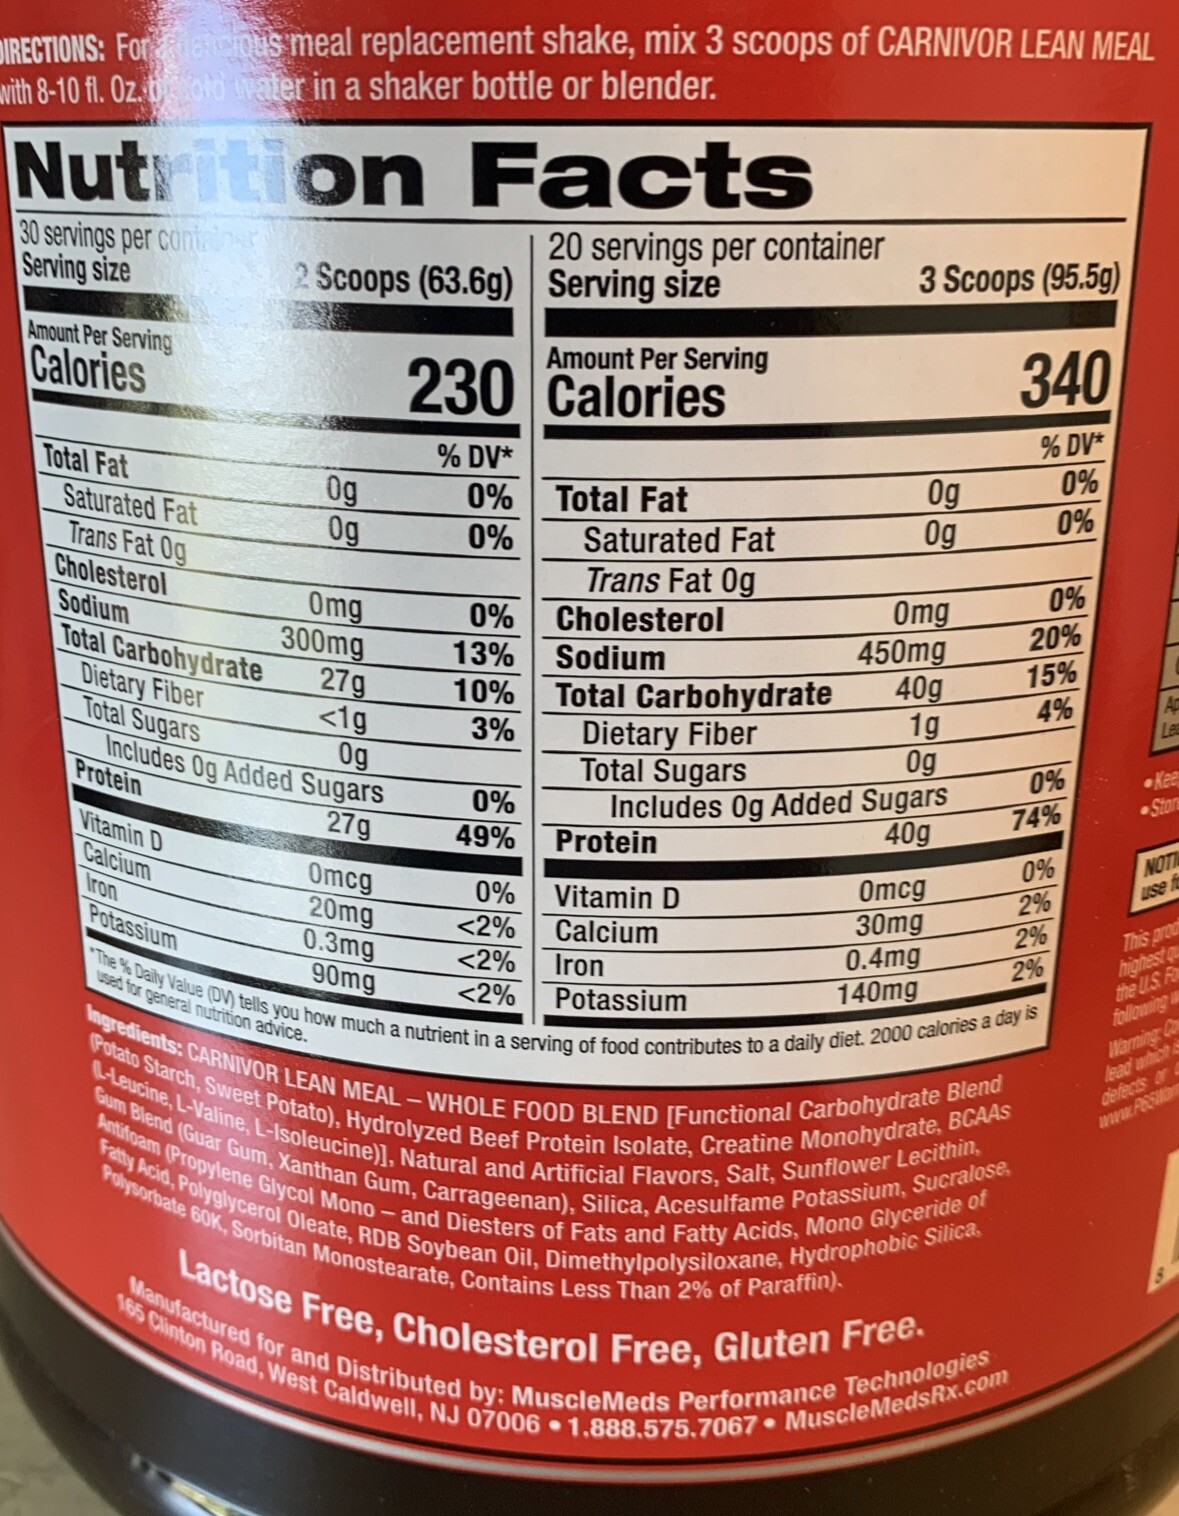 DIRECTIONS: For a delicious meal replacement shake, mix 3 scoops of CARNIVOR LEAN MEAL
with 8-10 fl. Oz. of cold water in a shaker bottle or blender.
Nutrition Facts
30 servings per container
Serving size 2 Scoops (63.6g)
Amount Per Serving
Calories 230
% DV*
Total Fat 0g 0%
Saturated Fat 0g 0%
Trans Fat 0g
Cholesterol 0mg 0%
Sodium 300mg 13%
Total Carbohydrate 27g 10%
Dietary Fiber <1g 3%
Total Sugars 0g
Includes 0g Added Sugars 0%
Protein 27g 49%
Vitamin D 0mcg 0%
Calcium 20mg <2%
Iron 0.3mg <2%
Potassium 90mg <2%
20 servings per container
Serving size 3 Scoops (95.5g)
Amount Per Serving
Calories 340
% DV*
Total Fat 0g 0%
Saturated Fat 0g 0%
Trans Fat 0g
Cholesterol 0mg 0%
Sodium 450mg 20%
Total Carbohydrate 40g 15%
Dietary Fiber 1g 4%
Total Sugars 0g
Includes 0g Added Sugars 0%
Protein 40g 74%
Vitamin D 0mcg 0%
Calcium 30mg 2%
Iron 0.4mg 2%
Potassium 140mg 2%
*The % Daily Value (DV) tells you how much a nutrient in a serving of food contributes to a daily diet. 2000 calories a day is
used for general nutrition advice.
Ingredients: CARNIVOR LEAN MEAL – WHOLE FOOD BLEND [Functional Carbohydrate Blend
(Potato Starch, Sweet Potato), Hydrolyzed Beef Protein Isolate, Creatine Monohydrate, BCAAs
(L-Leucine, L-Valine, L-Isoleucine)], Natural and Artificial Flavors, Salt, Sunflower Lecithin,
Gum Blend (Guar Gum, Xanthan Gum, Carrageenan), Silica, Acesulfame Potassium, Sucralose,
Antifoam (Propylene Glycol Mono – and Diesters of Fats and Fatty Acids, Mono Glyceride of
Fatty Acid, Polyglycerol Oleate, RDB Soybean Oil, Dimethylpolysiloxane, Hydrophobic Silica,
Polysorbate 60K, Sorbitan Monostearate, Contains Less Than 2% of Paraffin).
Lactose Free, Cholesterol Free, Gluten Free.
Manufactured for and Distributed by: MuscleMeds Performance Technologies
165 Clinton Road, West Caldwell, NJ 07006 • 1.888.575.7067 • MuscleMedsRx.com
This
highest
the U.S.
following
Warning:
lead which
defects or
8